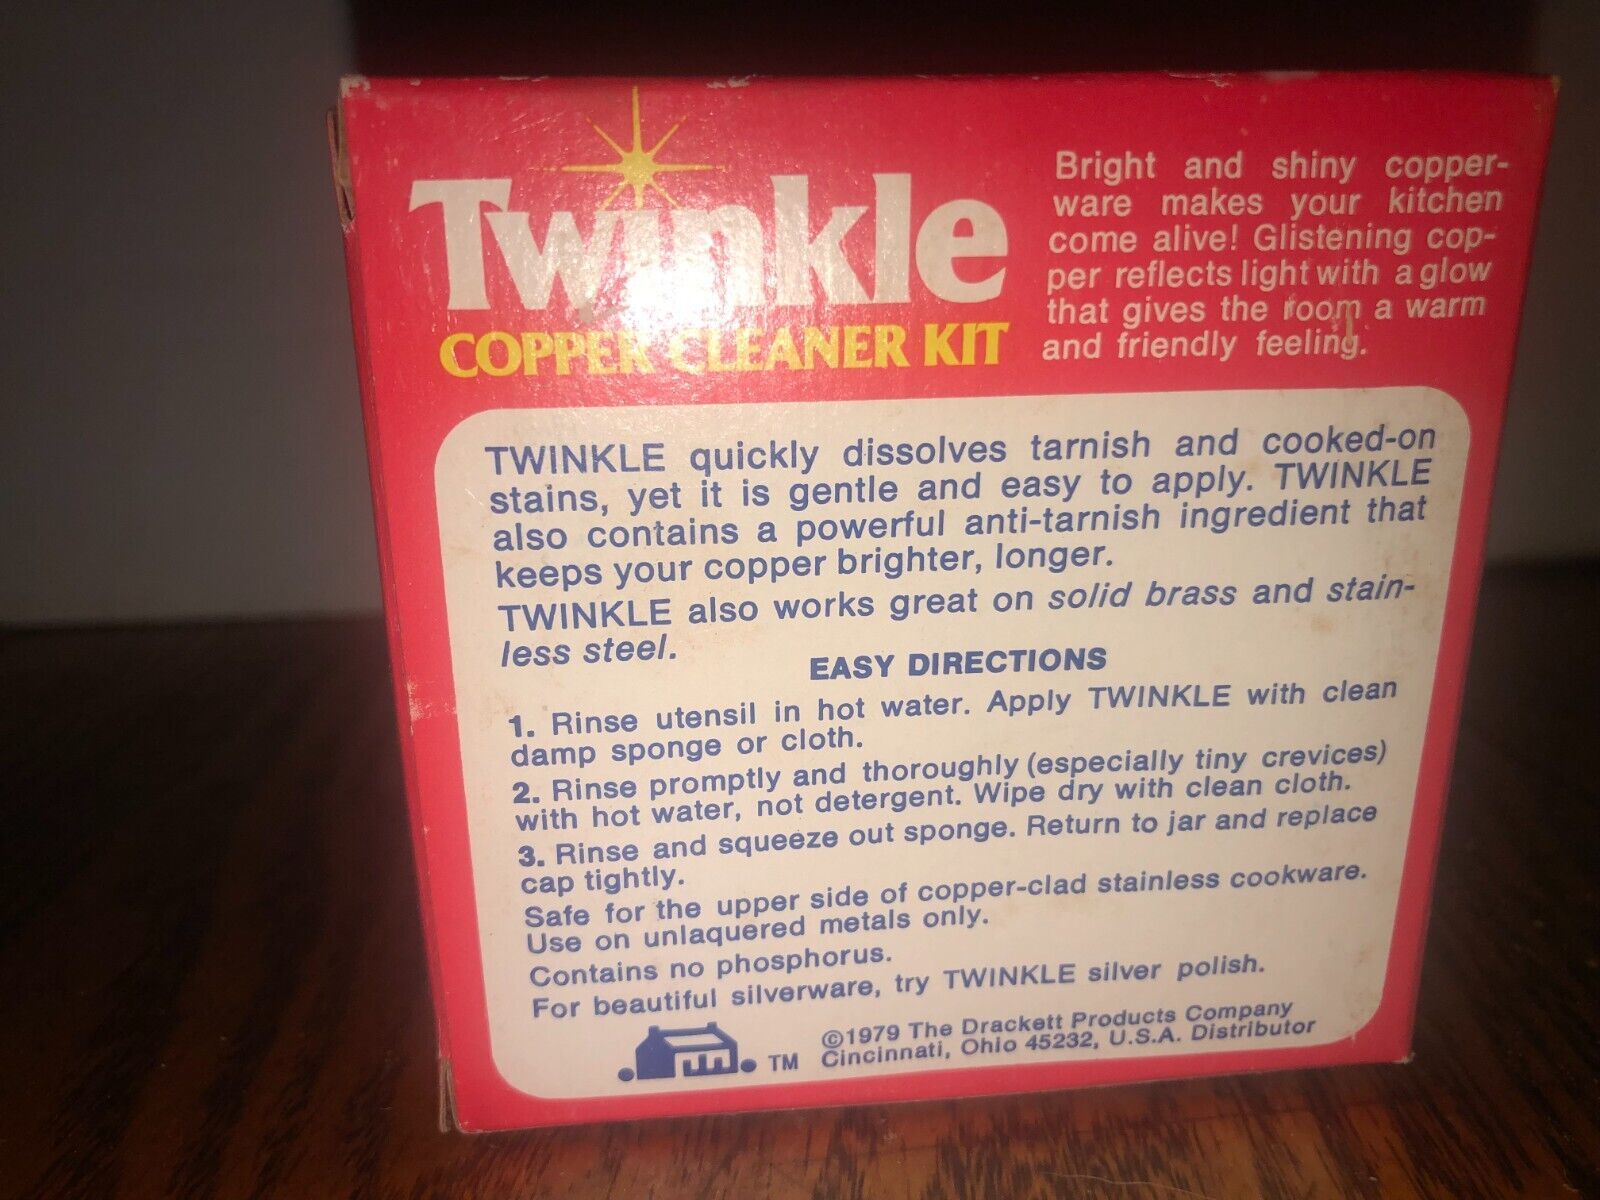 Twinkle
COPPER CLEANER KIT
Bright and shiny copper-
ware makes your kitchen
come alive! Glistening cop-
per reflects light with a glow
that gives the room a warm
and friendly feeling.
TWINKLE quickly dissolves tarnish and cooked-on
stains, yet it is gentle and easy to apply. TWINKLE
also contains a powerful anti-tarnish ingredient that
keeps your copper brighter, longer.
TWINKLE also works great on solid brass and stain-
less steel.
EASY DIRECTIONS
1. Rinse utensil in hot water. Apply TWINKLE with clean
damp sponge or cloth.
2. Rinse promptly and thoroughly (especially tiny crevices)
with hot water, not detergent. Wipe dry with clean cloth.
3. Rinse and squeeze out sponge. Return to jar and replace
cap tightly.
Safe for the upper side of copper-clad stainless cookware.
Use on unlaquered metals only.
Contains no phosphorus.
For beautiful silverware, try TWINKLE silver polish.
TM
©1979 The Drackett Products Company
Cincinnati, Ohio 45232, U.S.A. Distributor